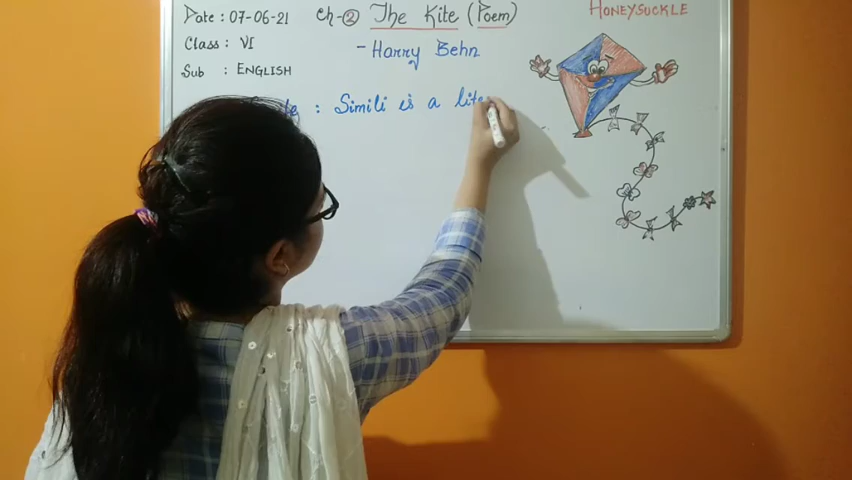 Date : 07-06-21 Ch-② The Kite (Poem) HONEYSUCKLE
Class : VI - Harry Behn
Sub : ENGLISH
: Simili is a lite